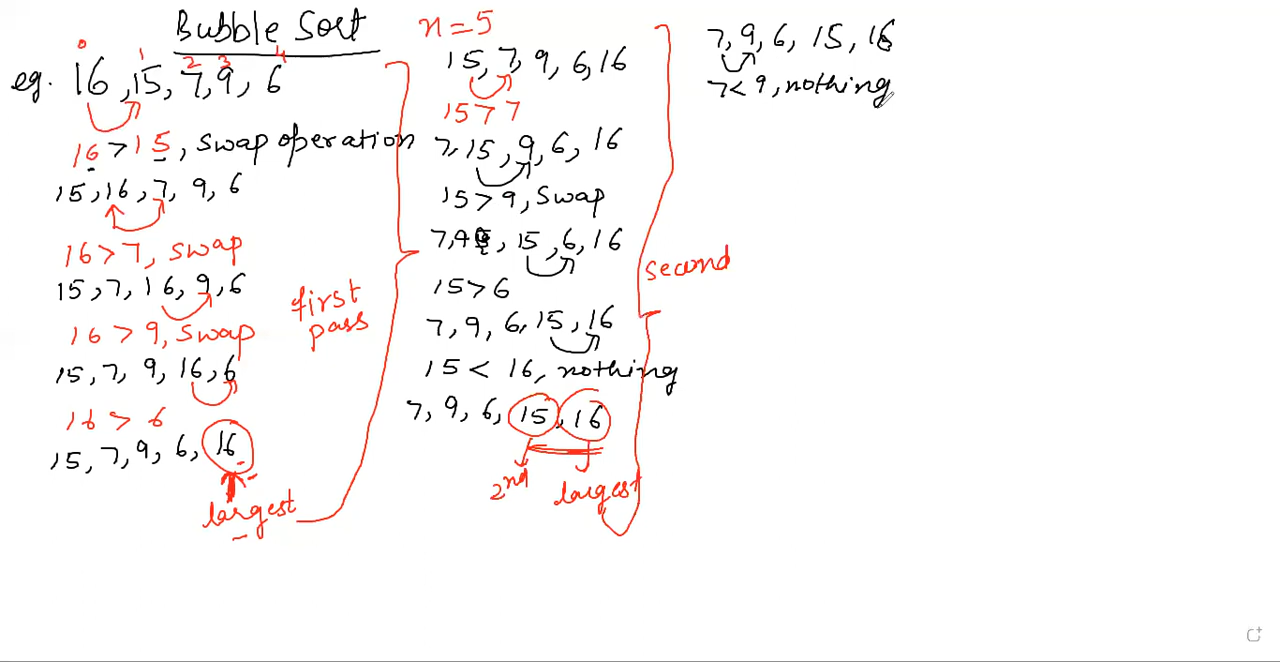 Bubble Sort
0 1 2 3 4
eg. 16, 15, 7, 9, 6
16 > 15, swap operation
15, 16, 7, 9, 6
16 > 7, swap
15, 7, 16, 9, 6
16 > 9, swap
15, 7, 9, 16, 6
16 > 6
15, 7, 9, 6, 16
largest
first
pass
n = 5
15, 7, 9, 6, 16
15 > 7
7, 15, 9, 6, 16
15 > 9, swap
7, 9, 15, 6, 16
15 > 6
7, 9, 6, 15, 16
15 < 16, nothing
7, 9, 6, 15, 16
2nd largest
second
7, 9, 6, 15, 16
7 < 9, nothing